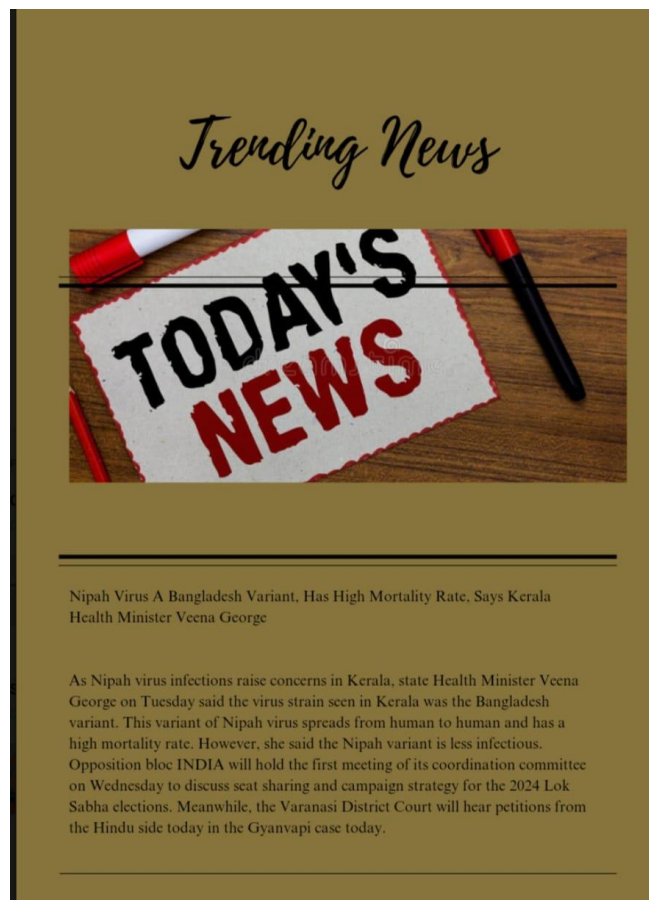 Trending News
TODAY'S
NEWS
dreamstime
Nipah Virus A Bangladesh Variant, Has High Mortality Rate, Says Kerala
Health Minister Veena George
As Nipah virus infections raise concerns in Kerala, state Health Minister Veena
George on Tuesday said the virus strain seen in Kerala was the Bangladesh
variant. This variant of Nipah virus spreads from human to human and has a
high mortality rate. However, she said the Nipah variant is less infectious.
Opposition bloc INDIA will hold the first meeting of its coordination committee
on Wednesday to discuss seat sharing and campaign strategy for the 2024 Lok
Sabha elections. Meanwhile, the Varanasi District Court will hear petitions from
the Hindu side today in the Gyanvapi case today.